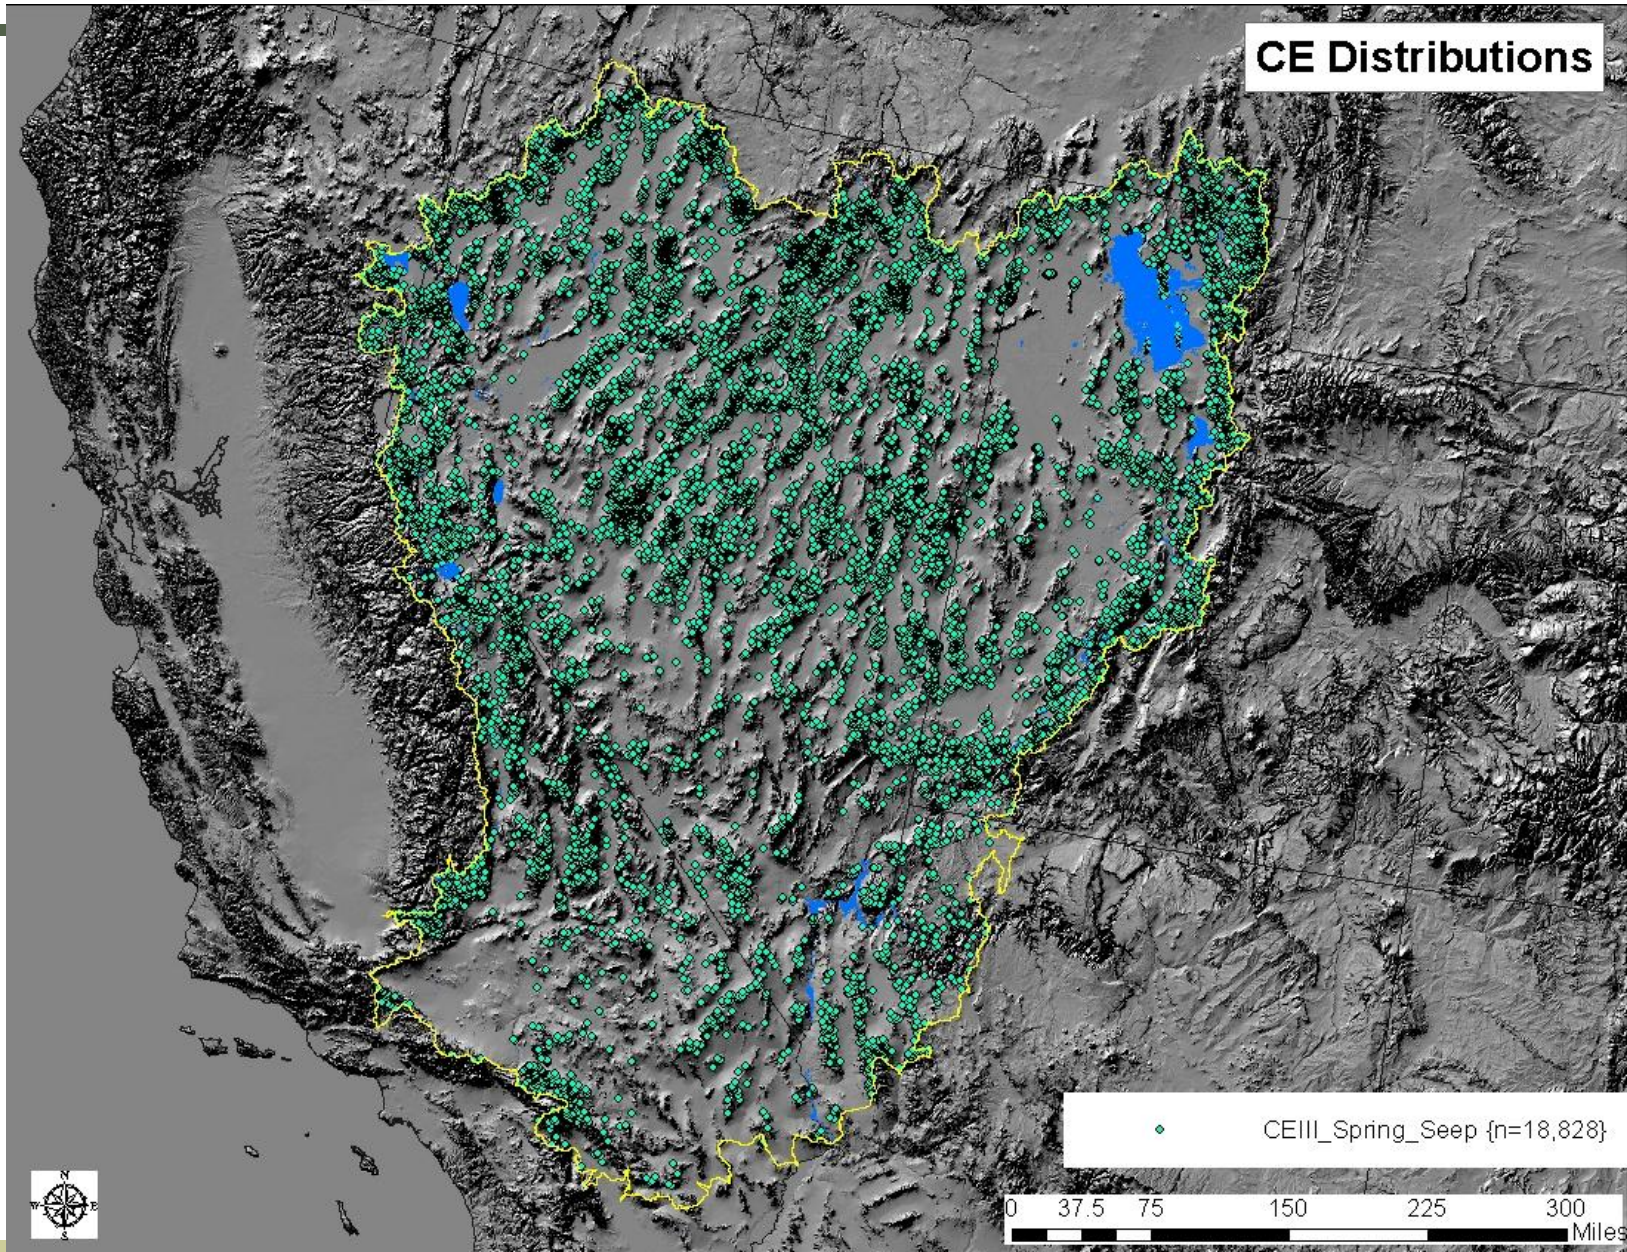 CE Distributions
CEIII_Spring_Seep {n=18,828}
0 37.5 75 150 225 300
Miles
N
W E
S